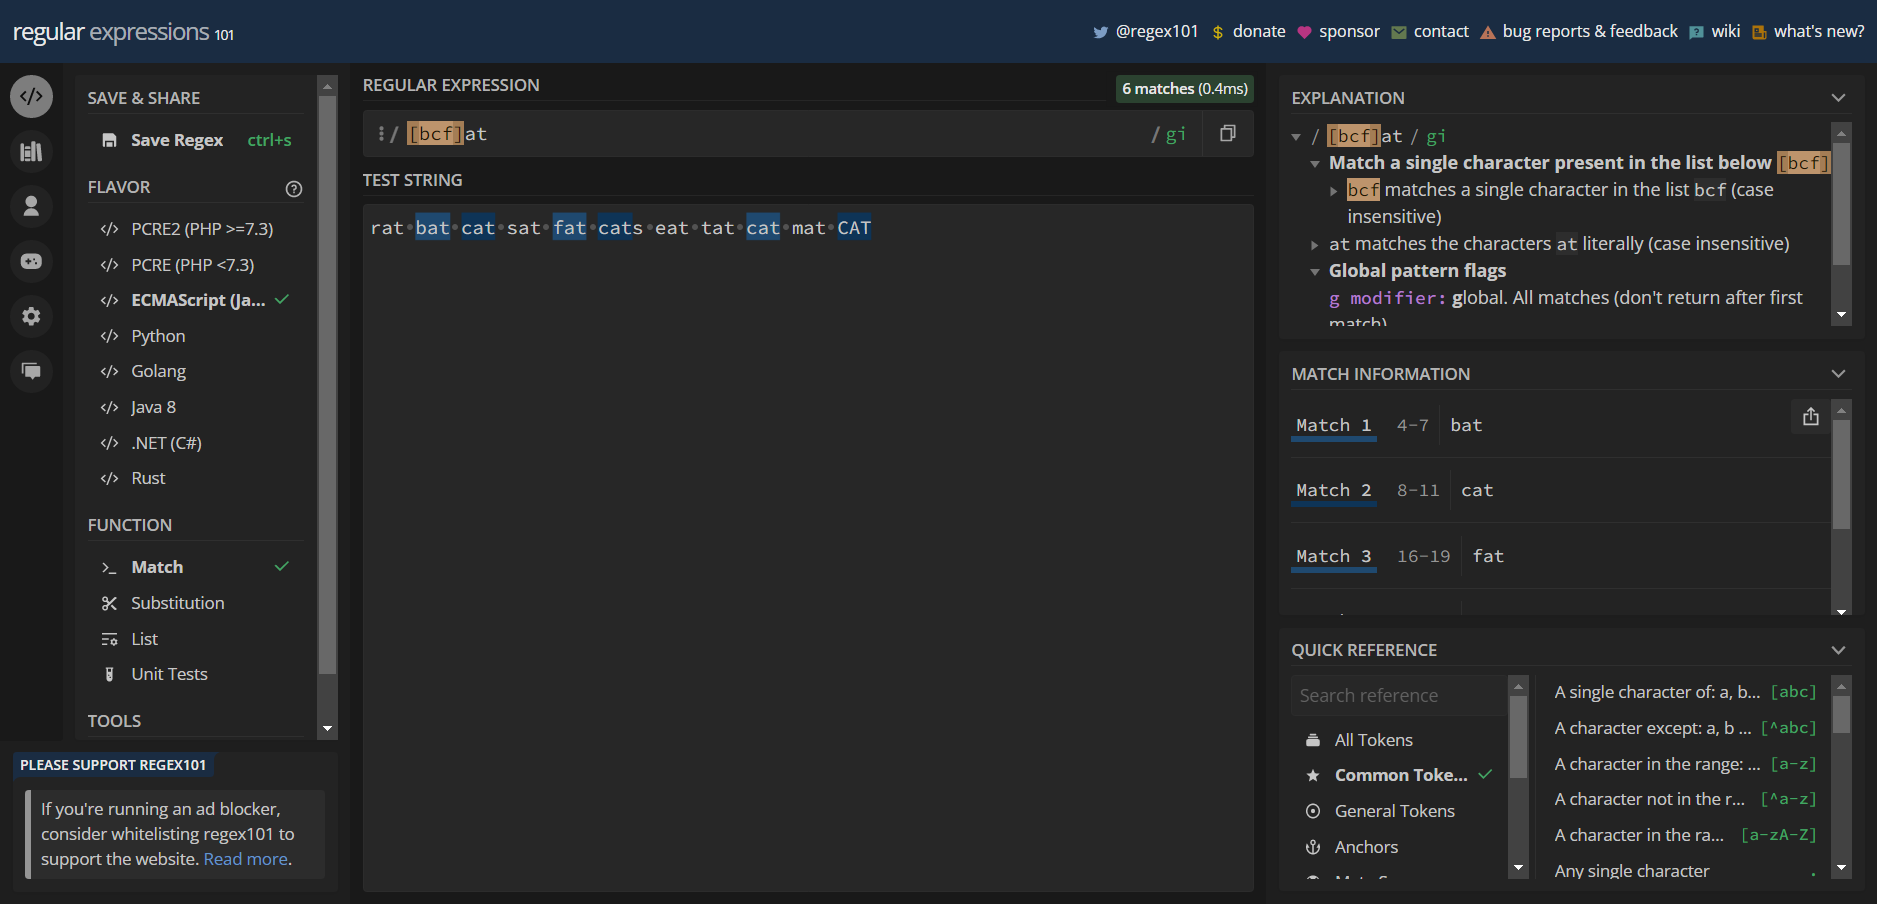 regular expressions 101
@regex101
donate
sponsor
contact
bug reports & feedback
wiki
what's new?
SAVE & SHARE
Save Regex ctrl+s
FLAVOR
PCRE2 (PHP >=7.3)
PCRE (PHP <7.3)
ECMAScript (Ja...
Python
Golang
Java 8
.NET (C#)
Rust
FUNCTION
Match
Substitution
List
Unit Tests
TOOLS
PLEASE SUPPORT REGEX101
If you're running an ad blocker,
consider whitelisting regex101 to
support the website. Read more.
REGULAR EXPRESSION
6 matches (0.4ms)
/ [bcf]at / gi
TEST STRING
rat·bat·cat·sat·fat·cats·eat·tat·cat·mat·CAT
EXPLANATION
/ [bcf]at / gi
Match a single character present in the list below [bcf]
bcf matches a single character in the list bcf (case
insensitive)
at matches the characters at literally (case insensitive)
Global pattern flags
g modifier: global. All matches (don't return after first
match)
MATCH INFORMATION
Match 1 4-7 bat
Match 2 8-11 cat
Match 3 16-19 fat
QUICK REFERENCE
Search reference
All Tokens
Common Toke...
General Tokens
Anchors
A single character of: a, b... [abc]
A character except: a, b ... [^abc]
A character in the range: ... [a-z]
A character not in the r... [^a-z]
A character in the ra... [a-zA-Z]
Any single character .